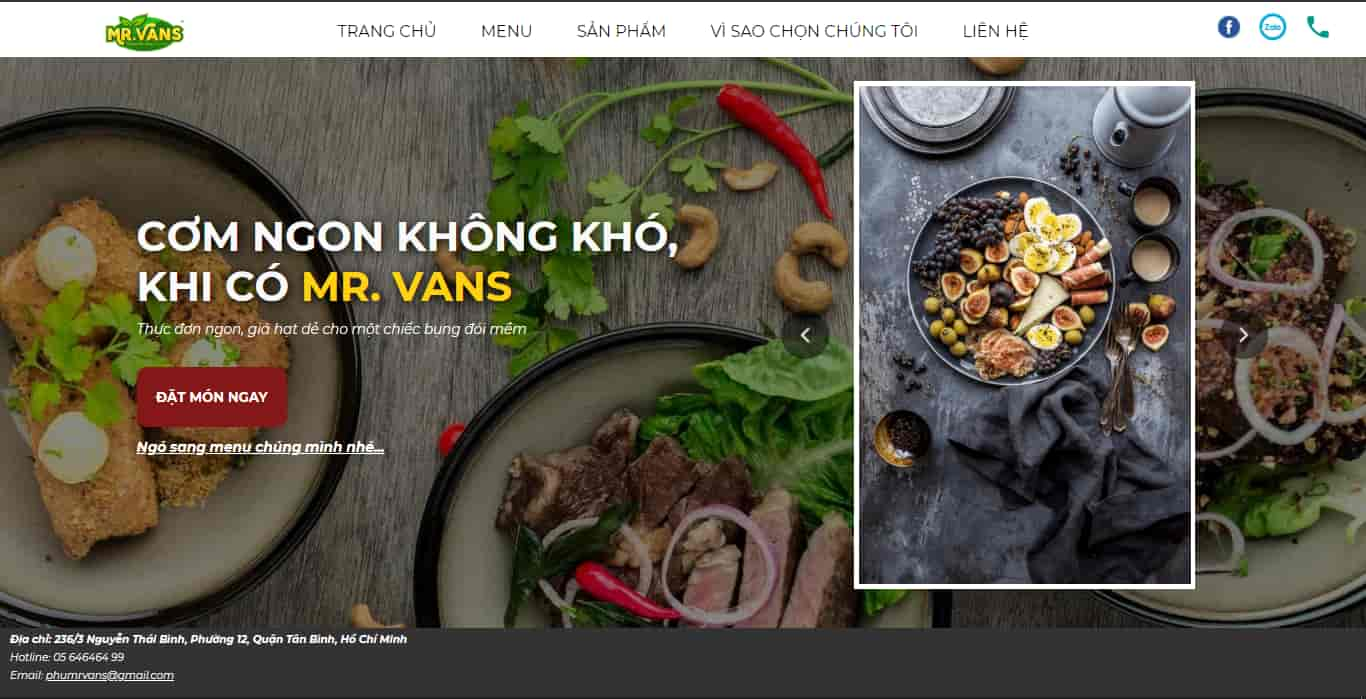 MR.VANS
TRANG CHỦ MENU SẢN PHẨM VÌ SAO CHỌN CHÚNG TÔI LIÊN HỆ
f Zalo
CƠM NGON KHÔNG KHÓ,
KHI CÓ MR. VANS
Thực đơn ngon, giá hạt dẻ cho một chiếc bụng đói mềm
ĐẶT MÓN NGAY
Ngó sang menu chúng mình nhé...
Địa chỉ: 236/3 Nguyễn Thái Bình, Phường 12, Quận Tân Bình, Hồ Chí Minh
Hotline: 05 646464 99
Email: phumrvans@gmail.com